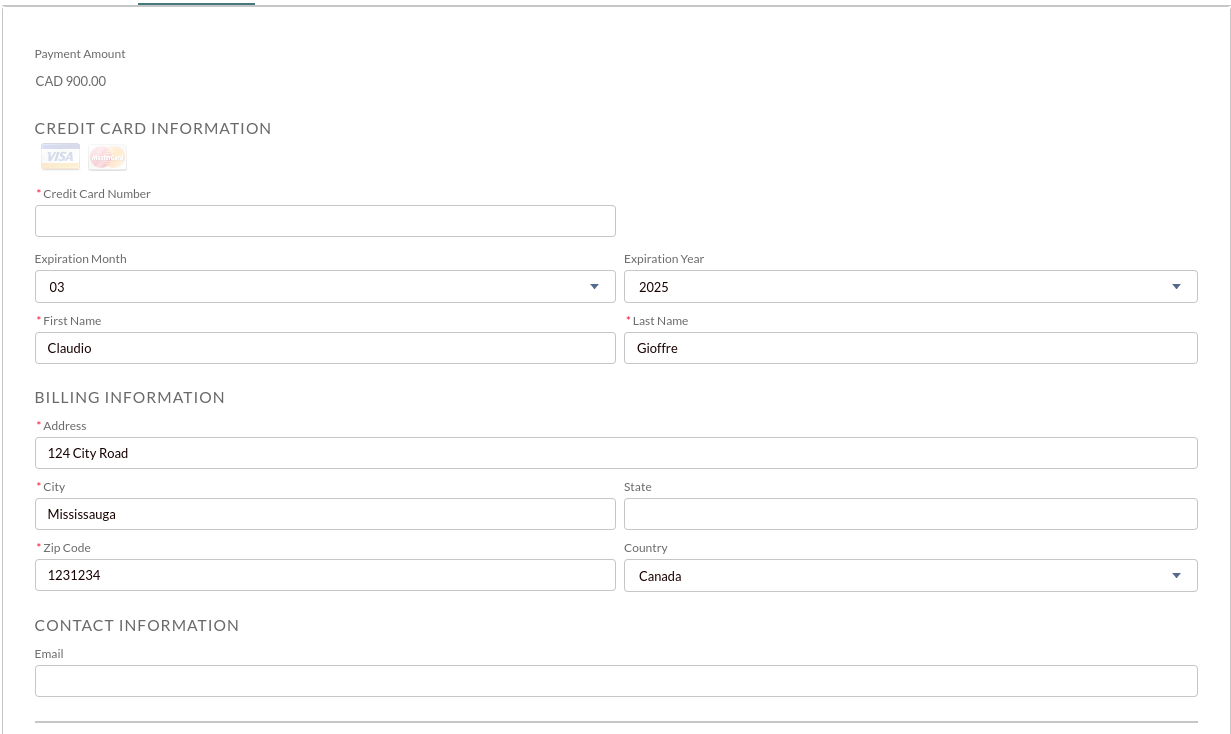 Payment Amount
CAD 900.00
CREDIT CARD INFORMATION
VISA MasterCard
* Credit Card Number
Expiration Month Expiration Year
03 2025
* First Name * Last Name
Claudio Gioffre
BILLING INFORMATION
* Address
124 City Road
* City State
Mississauga
* Zip Code Country
1231234 Canada
CONTACT INFORMATION
Email